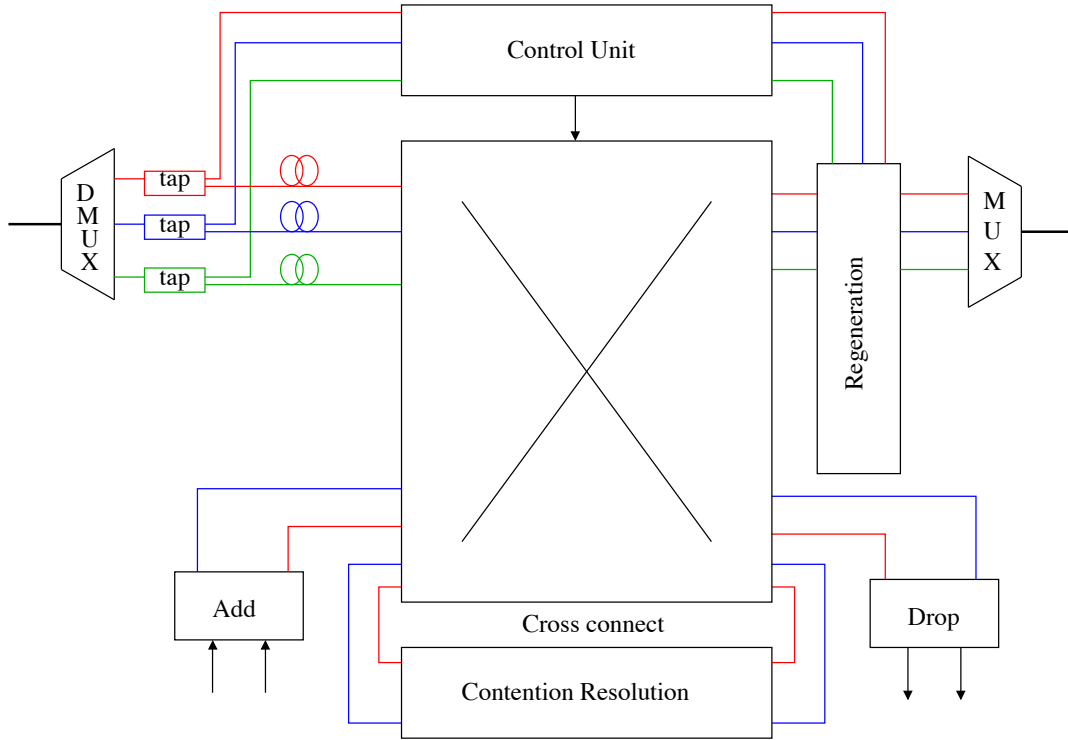 Control Unit
tap
tap
tap
D
M
U
X
M
U
X
Regeneration
Add
Cross connect
Drop
Contention Resolution